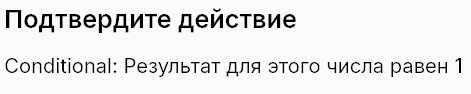 Подтвердите действие
Conditional: Результат для этого числа равен 1